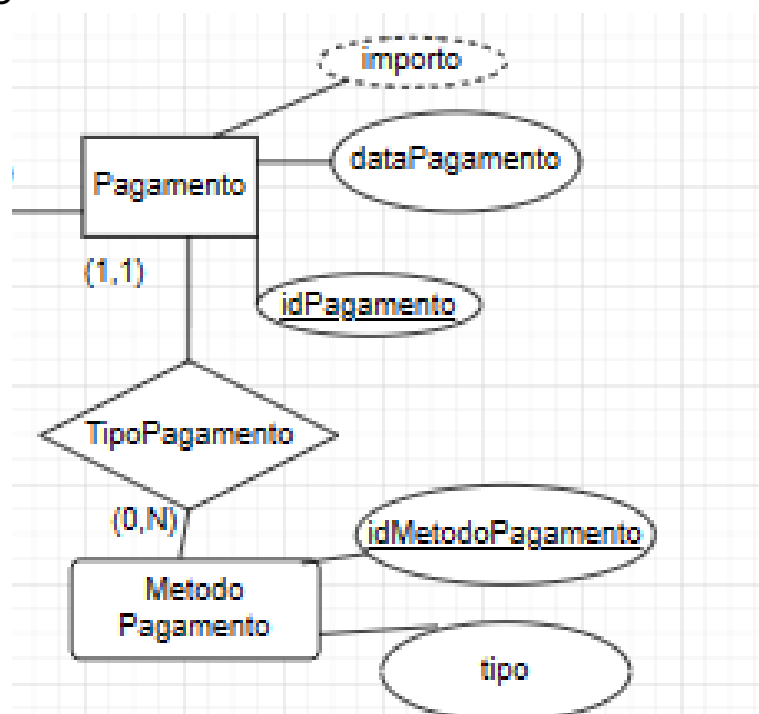 importo
dataPagamento
Pagamento
(1,1)
idPagamento
TipoPagamento
(0,N)
idMetodoPagamento
Metodo
Pagamento
tipo